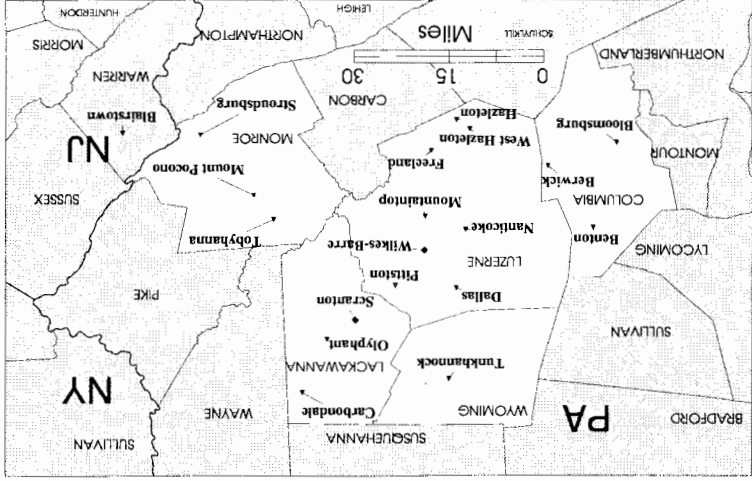 SULLIVAN
SUSQUEHANNA
BRADFORD
PA
WYOMING
Carbondale
WAYNE
NY
LACKAWANNA
Tunkhannock
Olyphant
SULLIVAN
Scranton
Dallas
PIKE
Pittston
LUZERNE
LYCOMING
Wilkes-Barre
Tobyhanna
Benton
Nanticoke
COLUMBIA
Mountaintop
SUSSEX
Berwick
Mount Pocono
Freeland
MONTOUR
NJ
West Hazleton
MONROE
Bloomsburg
Hazleton
Blairstown
Stroudsburg
CARBON
WARREN
0 15 30
Miles
NORTHUMBERLAND
MORRIS
SCHUYLKILL
NORTHAMPTON
LEHIGH
HUNTERDON